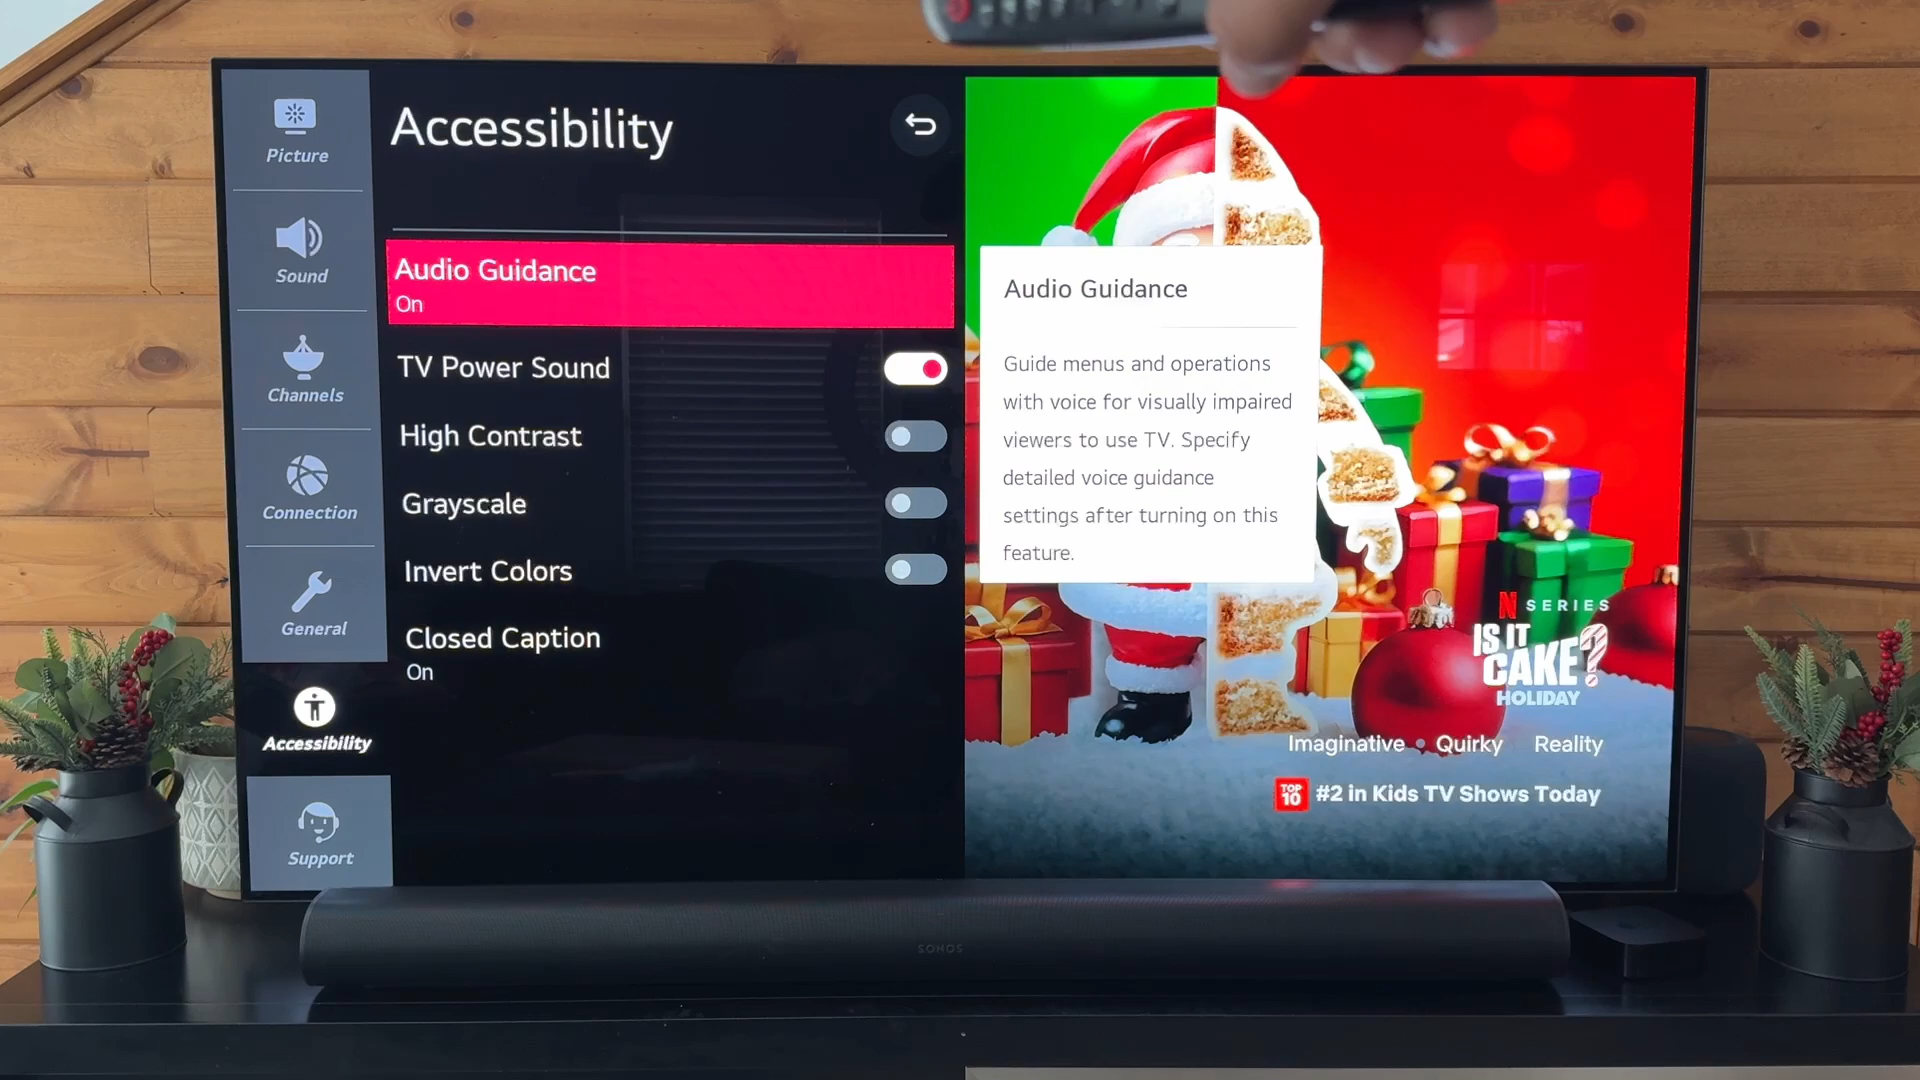 Picture
Sound
Channels
Connection
General
Accessibility
Support
Accessibility
Audio Guidance
On
TV Power Sound
High Contrast
Grayscale
Invert Colors
Closed Caption
On
Audio Guidance
Guide menus and operations
with voice for visually impaired
viewers to use TV. Specify
detailed voice guidance
settings after turning on this
feature.
N SERIES
IS IT
CAKE?
HOLIDAY
Imaginative • Quirky Reality
TOP
10
#2 in Kids TV Shows Today
SONOS